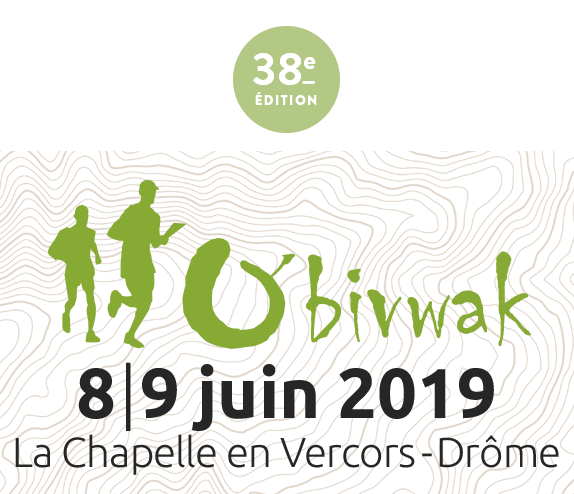 38e
ÉDITION
O'bivwak
8|9 juin 2019
La Chapelle en Vercors-Drôme